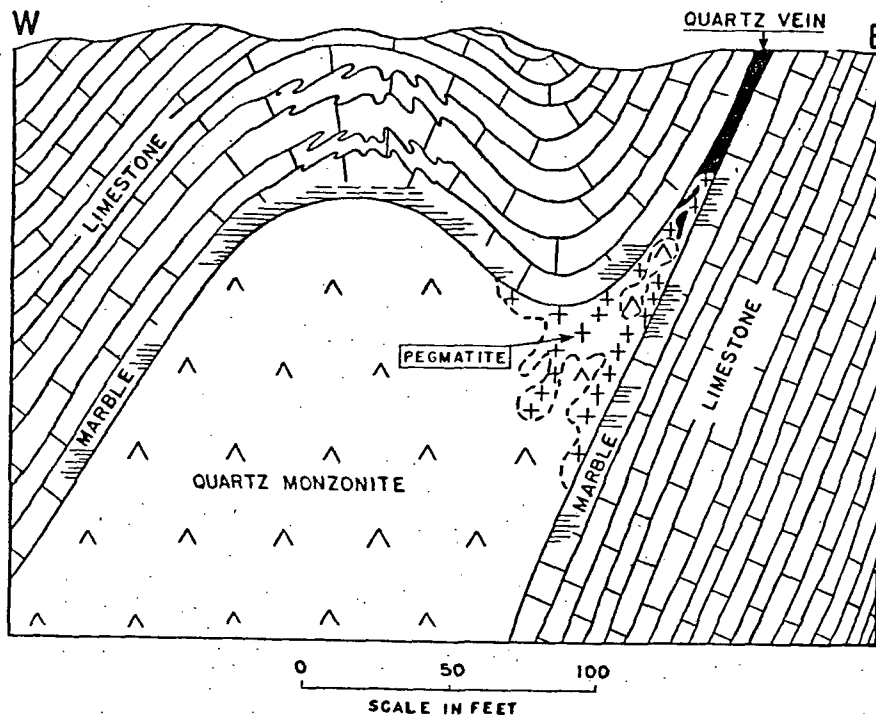 W
QUARTZ VEIN
E
LIMESTONE
PEGMATITE
LIMESTONE
MARBLE
MARBLE
QUARTZ MONZONITE
0 50 100
SCALE IN FEET